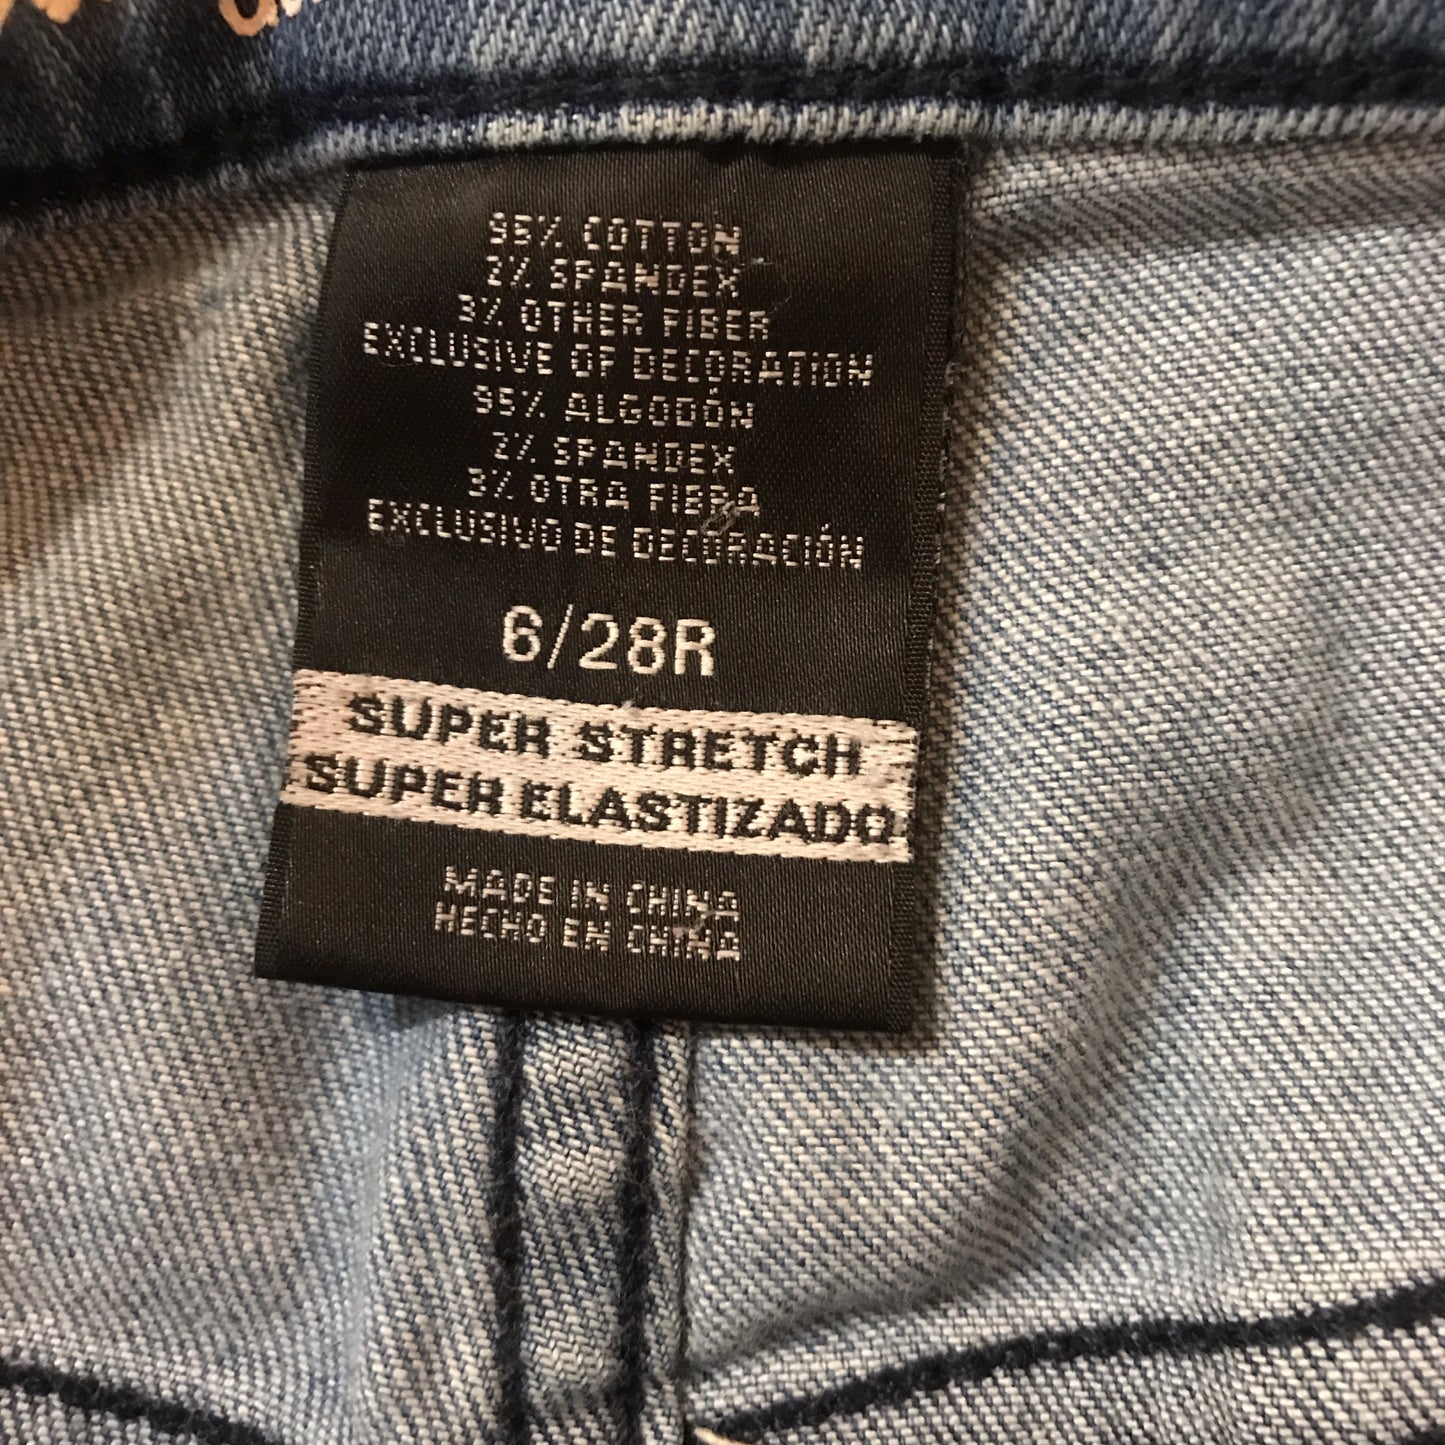 95% COTTON
2% SPANDEX
3% OTHER FIBER
EXCLUSIVE OF DECORATION
95% ALGODÓN
2% SPANDEX
3% OTRA FIBRA
EXCLUSIVO DE DECORACIÓN
6/28R
SUPER STRETCH
SUPER ELASTIZADO
MADE IN CHINA
HECHO EN CHINA